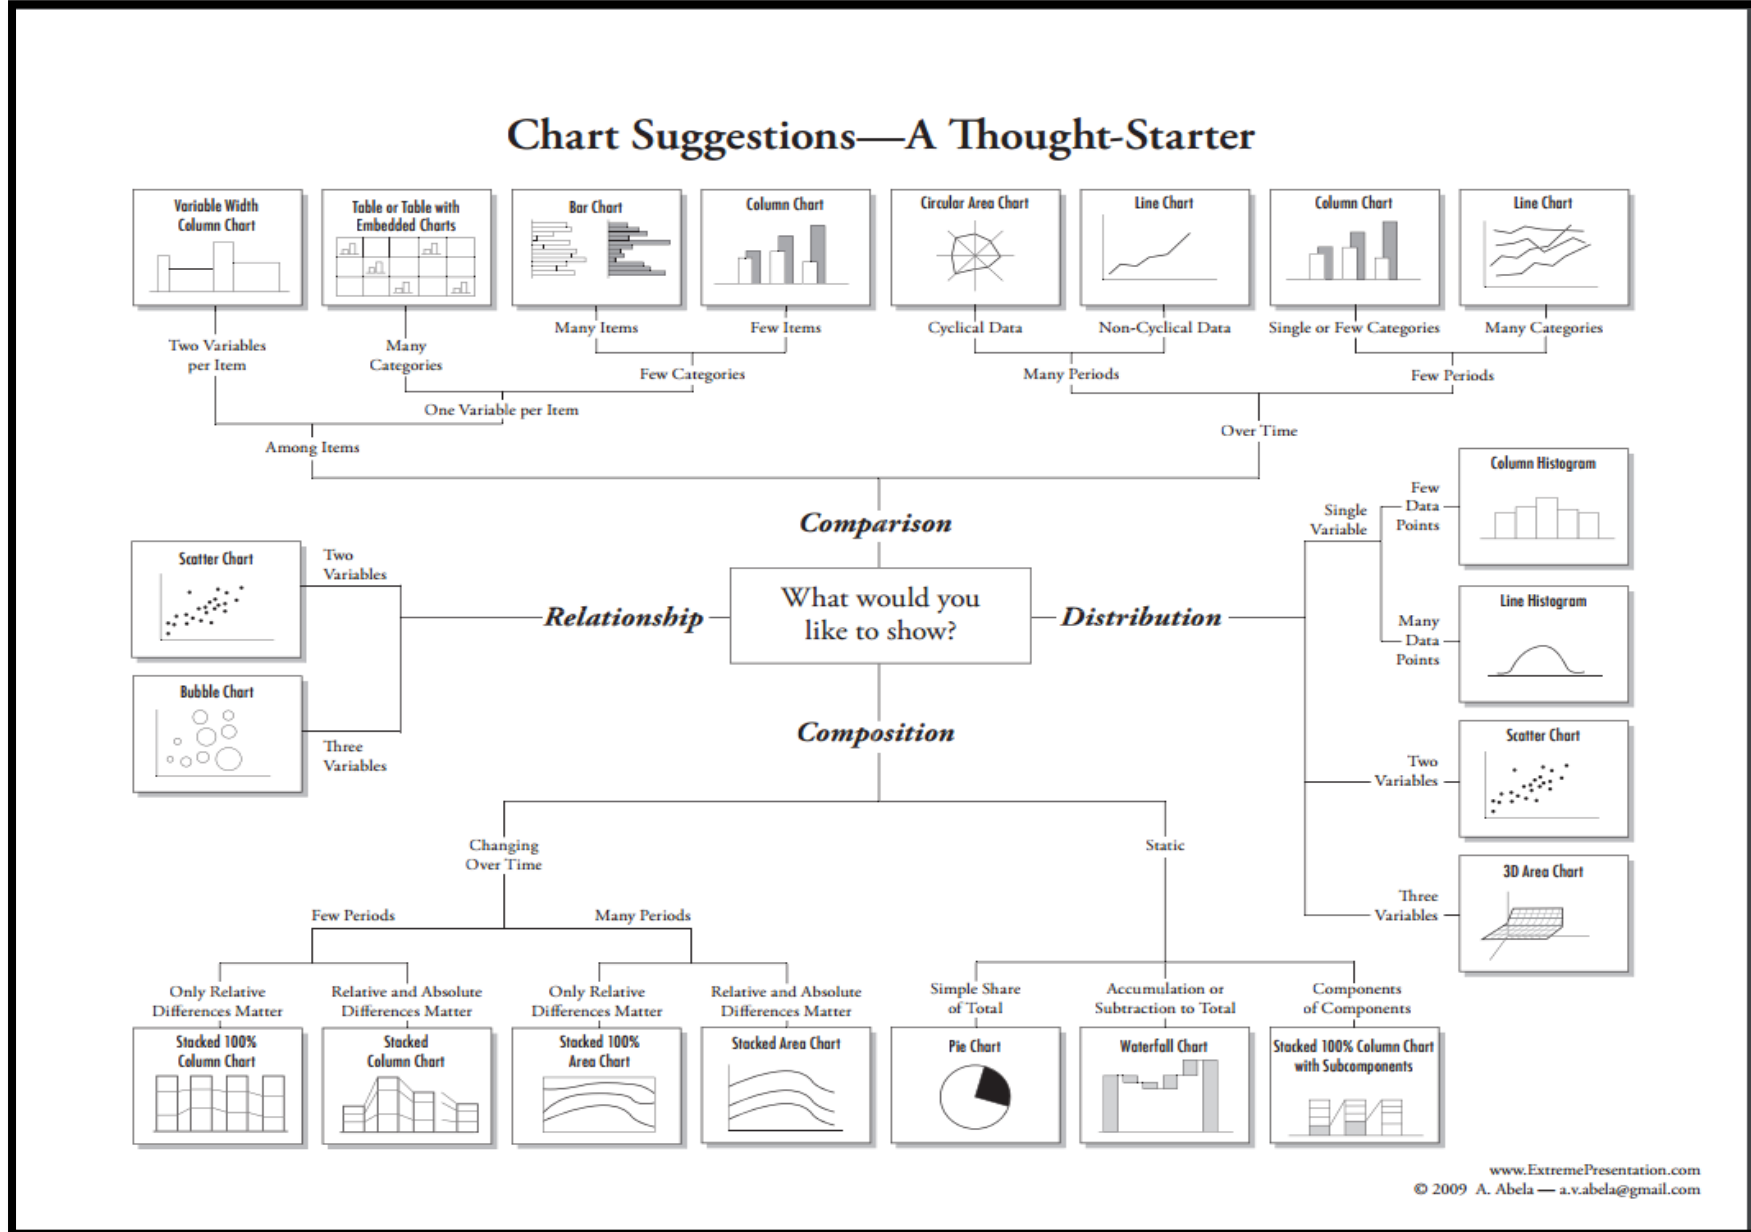 Chart Suggestions—A Thought-Starter
Variable Width
Column Chart
Table or Table with
Embedded Charts
Bar Chart
Column Chart
Circular Area Chart
Line Chart
Column Chart
Line Chart
Two Variables
per Item
Many
Categories
Many Items
Few Items
Cyclical Data
Non-Cyclical Data
Single or Few Categories
Many Categories
Few Categories
Many Periods
Few Periods
One Variable per Item
Among Items
Over Time
Comparison
What would you
like to show?
Relationship
Two
Variables
Scatter Chart
Three
Variables
Bubble Chart
Distribution
Single
Variable
Few
Data
Points
Column Histogram
Many
Data
Points
Line Histogram
Two
Variables
Scatter Chart
Three
Variables
3D Area Chart
Composition
Changing
Over Time
Static
Few Periods
Many Periods
Only Relative
Differences Matter
Relative and Absolute
Differences Matter
Only Relative
Differences Matter
Relative and Absolute
Differences Matter
Simple Share
of Total
Accumulation or
Subtraction to Total
Components
of Components
Stacked 100%
Column Chart
Stacked
Column Chart
Stacked 100%
Area Chart
Stacked Area Chart
Pie Chart
Waterfall Chart
Stacked 100% Column Chart
with Subcomponents
www.ExtremePresentation.com
© 2009 A. Abela — a.v.abela@gmail.com